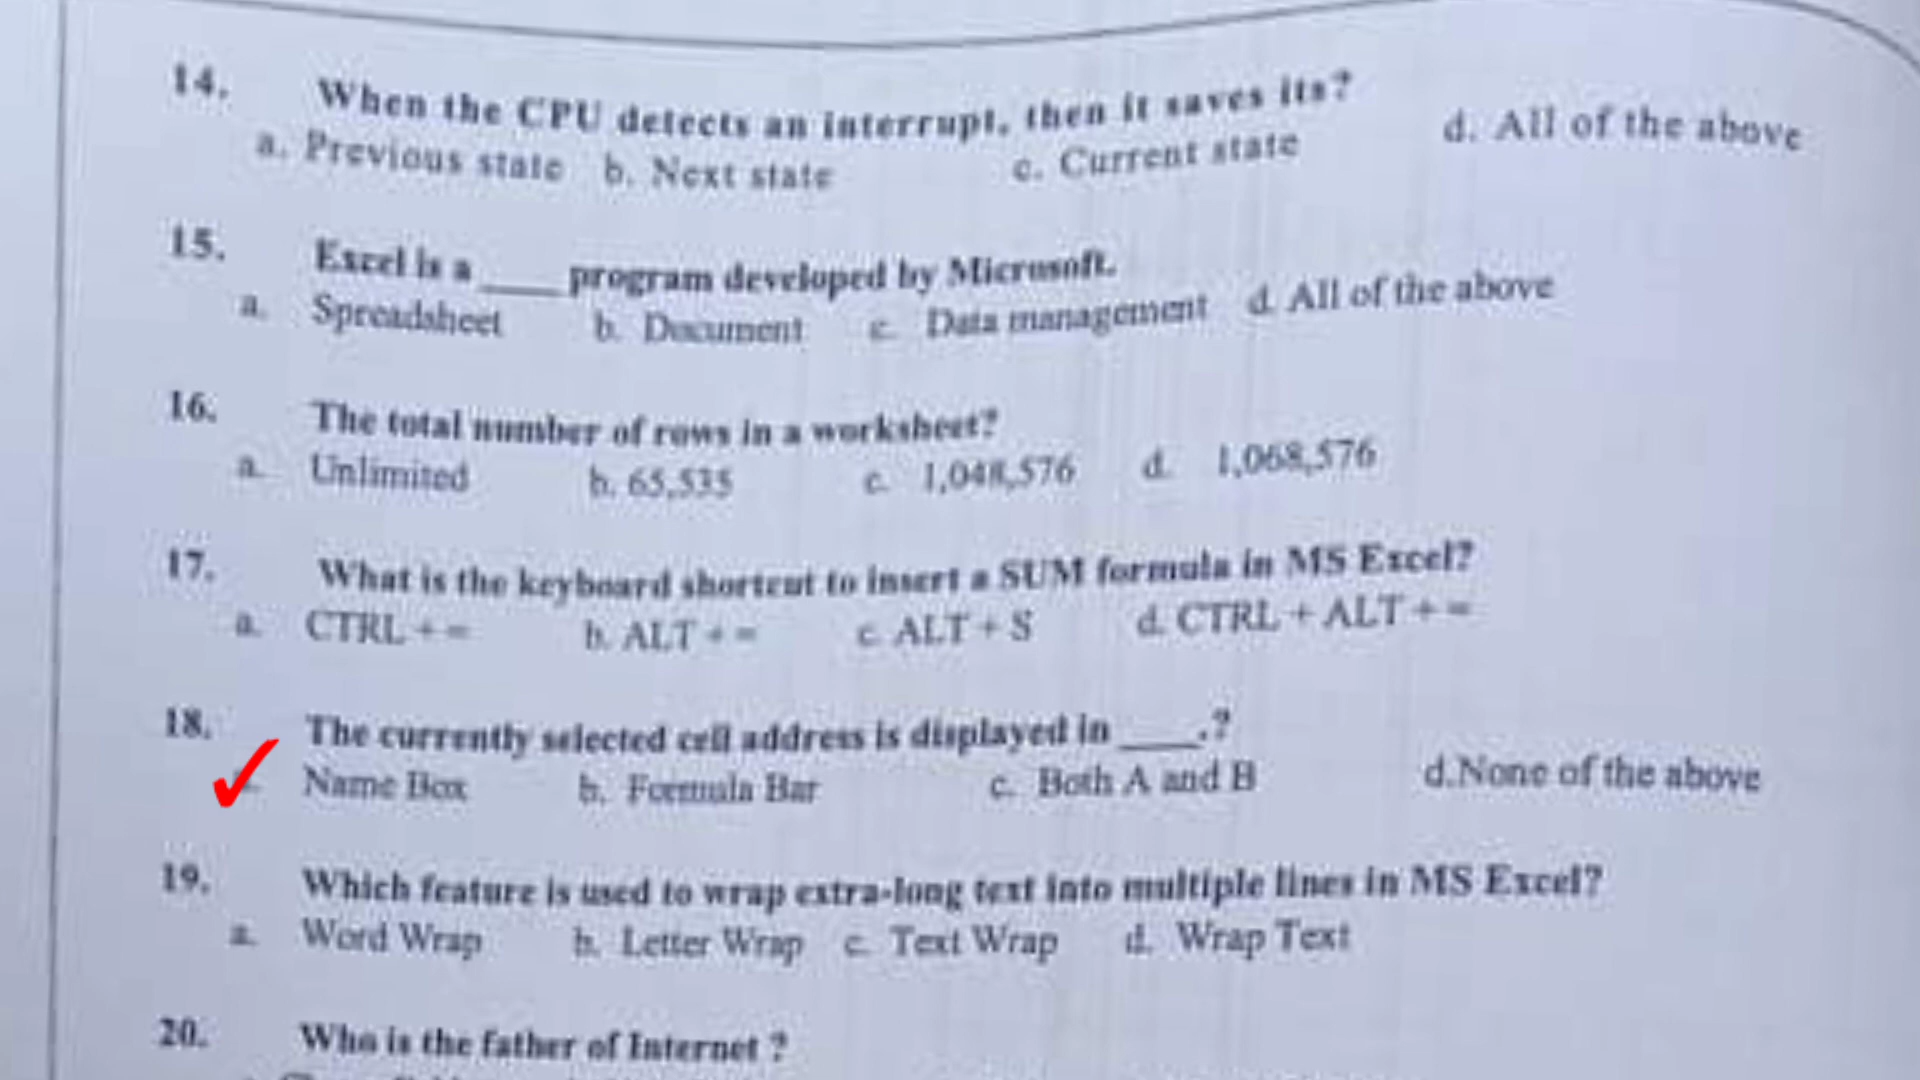 14. When the CPU detects an interrupt, then it saves its?
a. Previous state b. Next state c. Current state d. All of the above
15. Excel is a ____ program developed by Microsoft.
a. Spreadsheet b. Document c. Data management d. All of the above
16. The total number of rows in a worksheet?
a. Unlimited b. 65,535 c. 1,048,576 d. 1,068,576
17. What is the keyboard shortcut to insert a SUM formula in MS Excel?
a. CTRL + = b. ALT + = c. ALT + S d. CTRL + ALT + =
18. The currently selected cell address is displayed in ____.?
Name Box b. Formula Bar c. Both A and B d.None of the above
19. Which feature is used to wrap extra-long text into multiple lines in MS Excel?
a. Word Wrap b. Letter Wrap c. Text Wrap d. Wrap Text
20. Who is the father of Internet ?